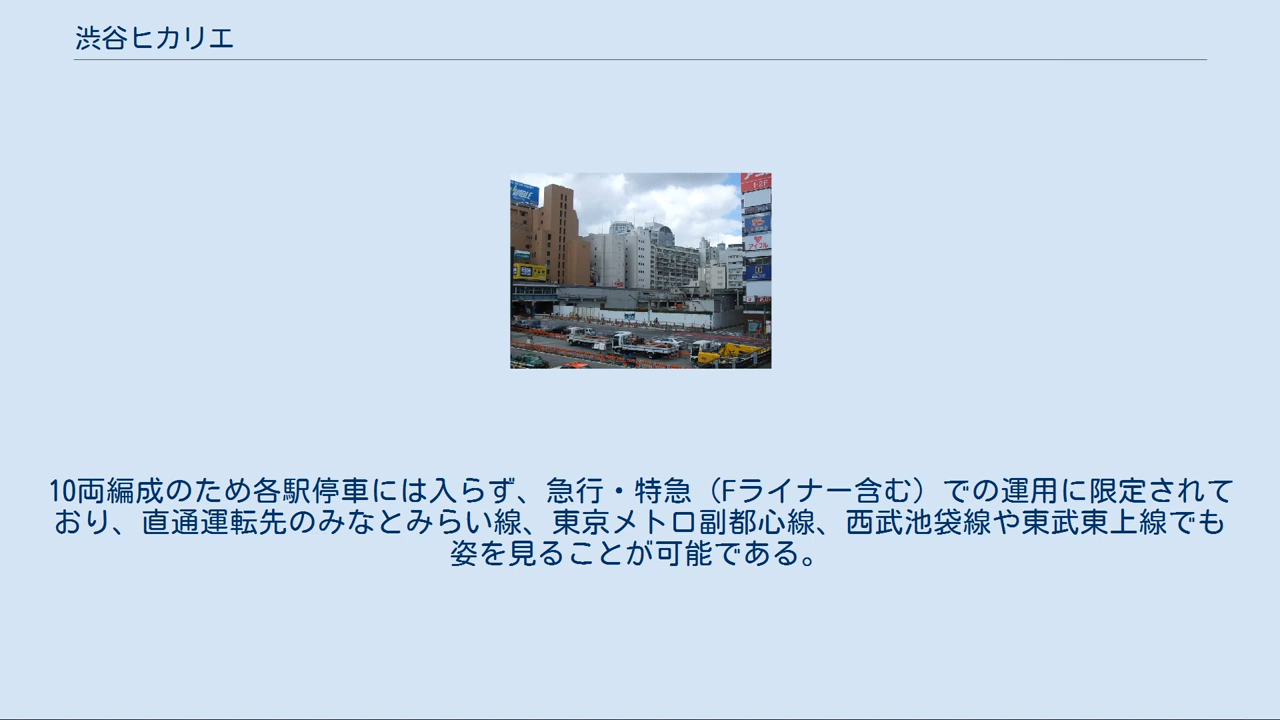 渋谷ヒカリエ
アイフル
10両編成のため各駅停車には入らず、急行・特急（Fライナー含む）での運用に限定されて
おり、直通運転先のみなとみらい線、東京メトロ副都心線、西武池袋線や東武東上線でも
姿を見ることが可能である。